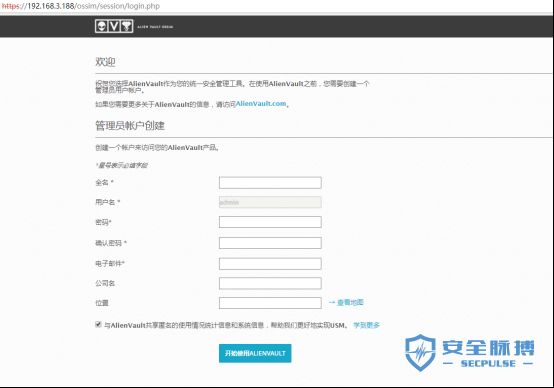 https://192.168.3.188/ossim/session/login.php
ALIEN VAULT OSSIM
欢迎
祝贺您选择AlienVault作为您的统一安全管理工具。在使用AlienVault之前，您需要创建一个
管理员用户帐户。
如果您需要更多关于AlienVault的信息，请访问AlienVault.com。
管理员帐户创建
创建一个帐户来访问您的AlienVault产品。
*星号表示必填字段
全名 *
用户名 * admin
密码*
确认密码 *
电子邮件*
公司名
位置 → 查看地图
与AlienVault共享匿名的使用情况统计信息和系统信息，帮助我们更好地实现USM。 学到更多
开始使用ALIENVAULT
安全脉搏
SECPULSE